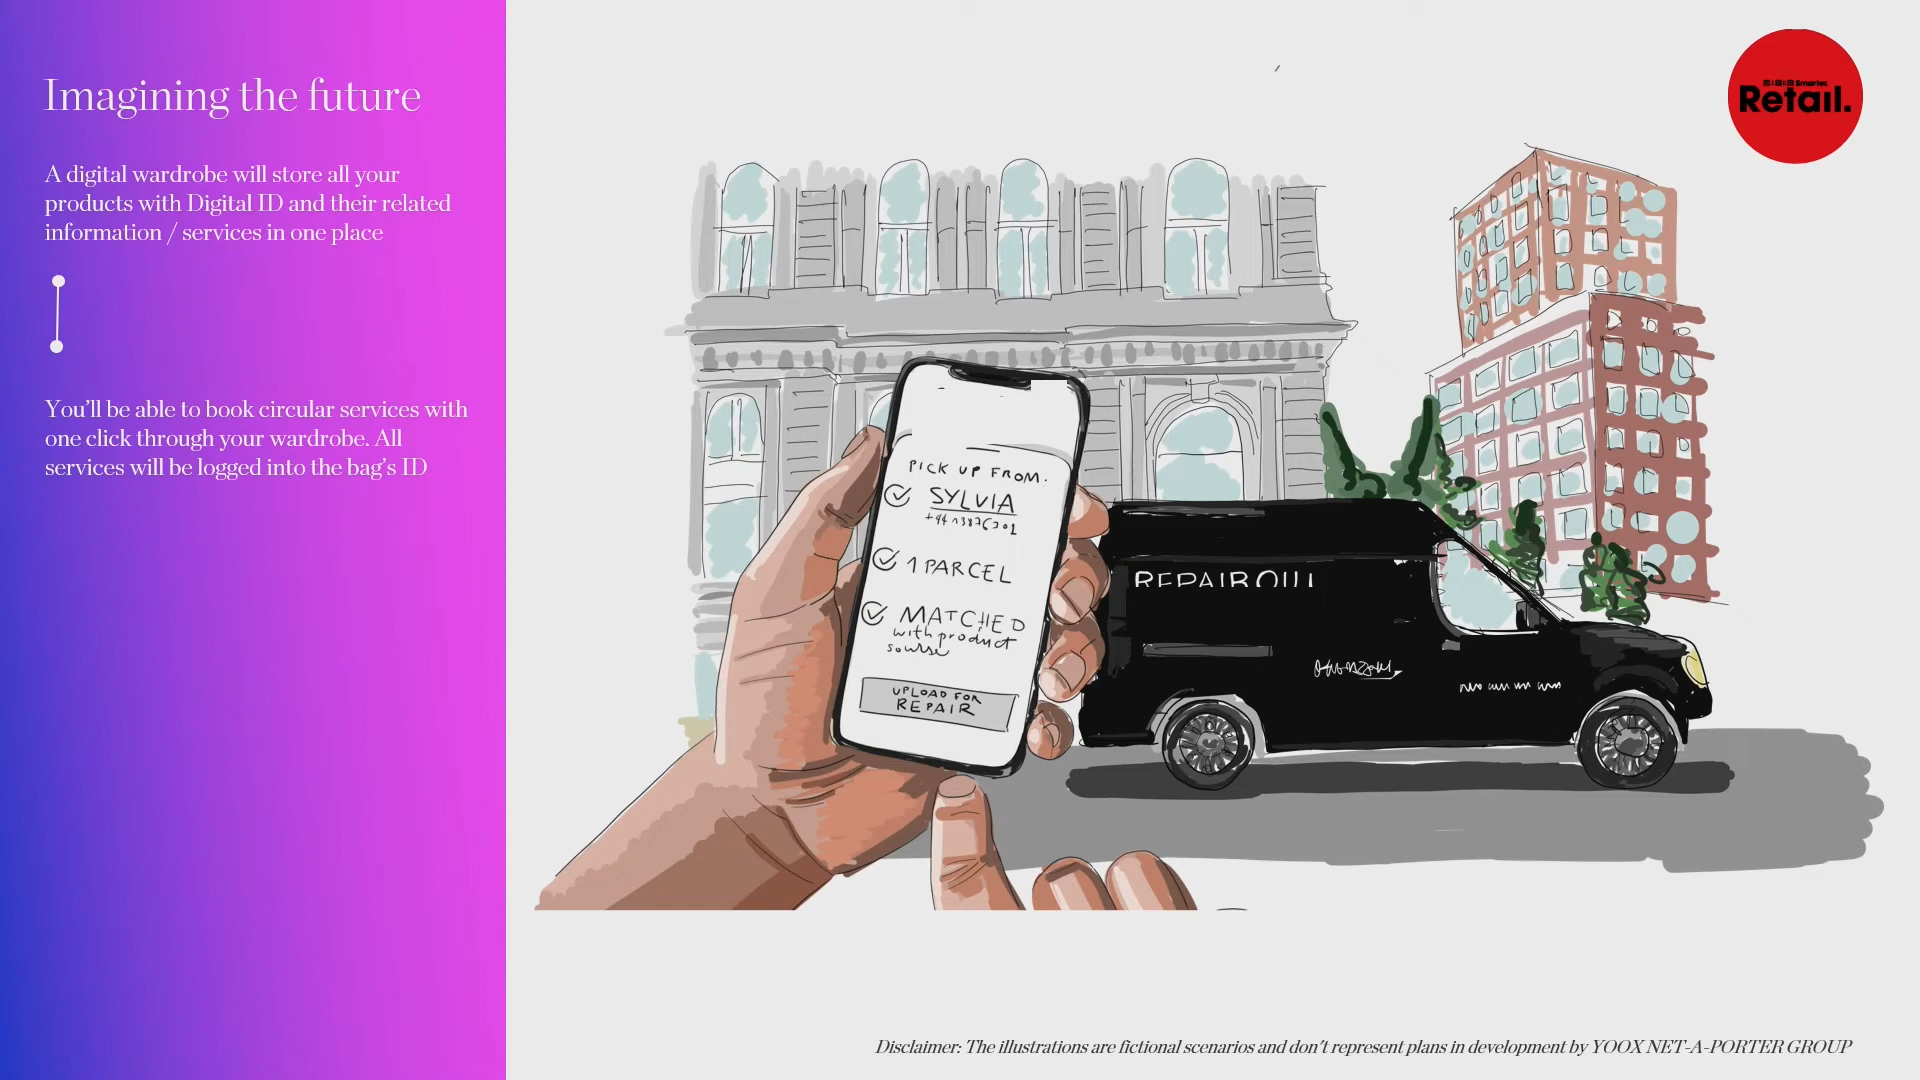 Imagining the future
A digital wardrobe will store all your
products with Digital ID and their related
information / services in one place
You'll be able to book circular services with
one click through your wardrobe. All
services will be logged into the bag's ID
Smarter.
Retail.
PICK UP FROM.
SYLVIA
1 PARCEL
MATCHED
with product
UPLOAD FOR
REPAIR
Disclaimer: The illustrations are fictional scenarios and don't represent plans in development by YOOX NET-A-PORTER GROUP